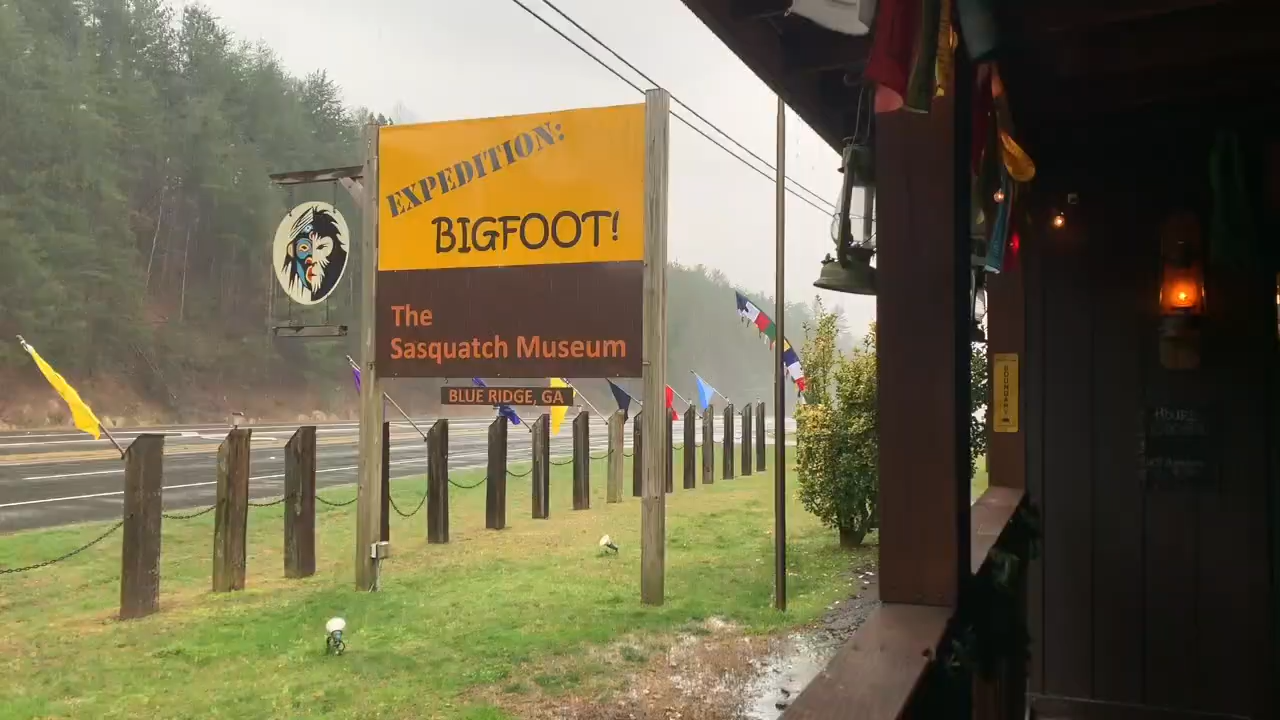 EXPEDITION:
BIGFOOT!
The
Sasquatch Museum
BLUE RIDGE, GA